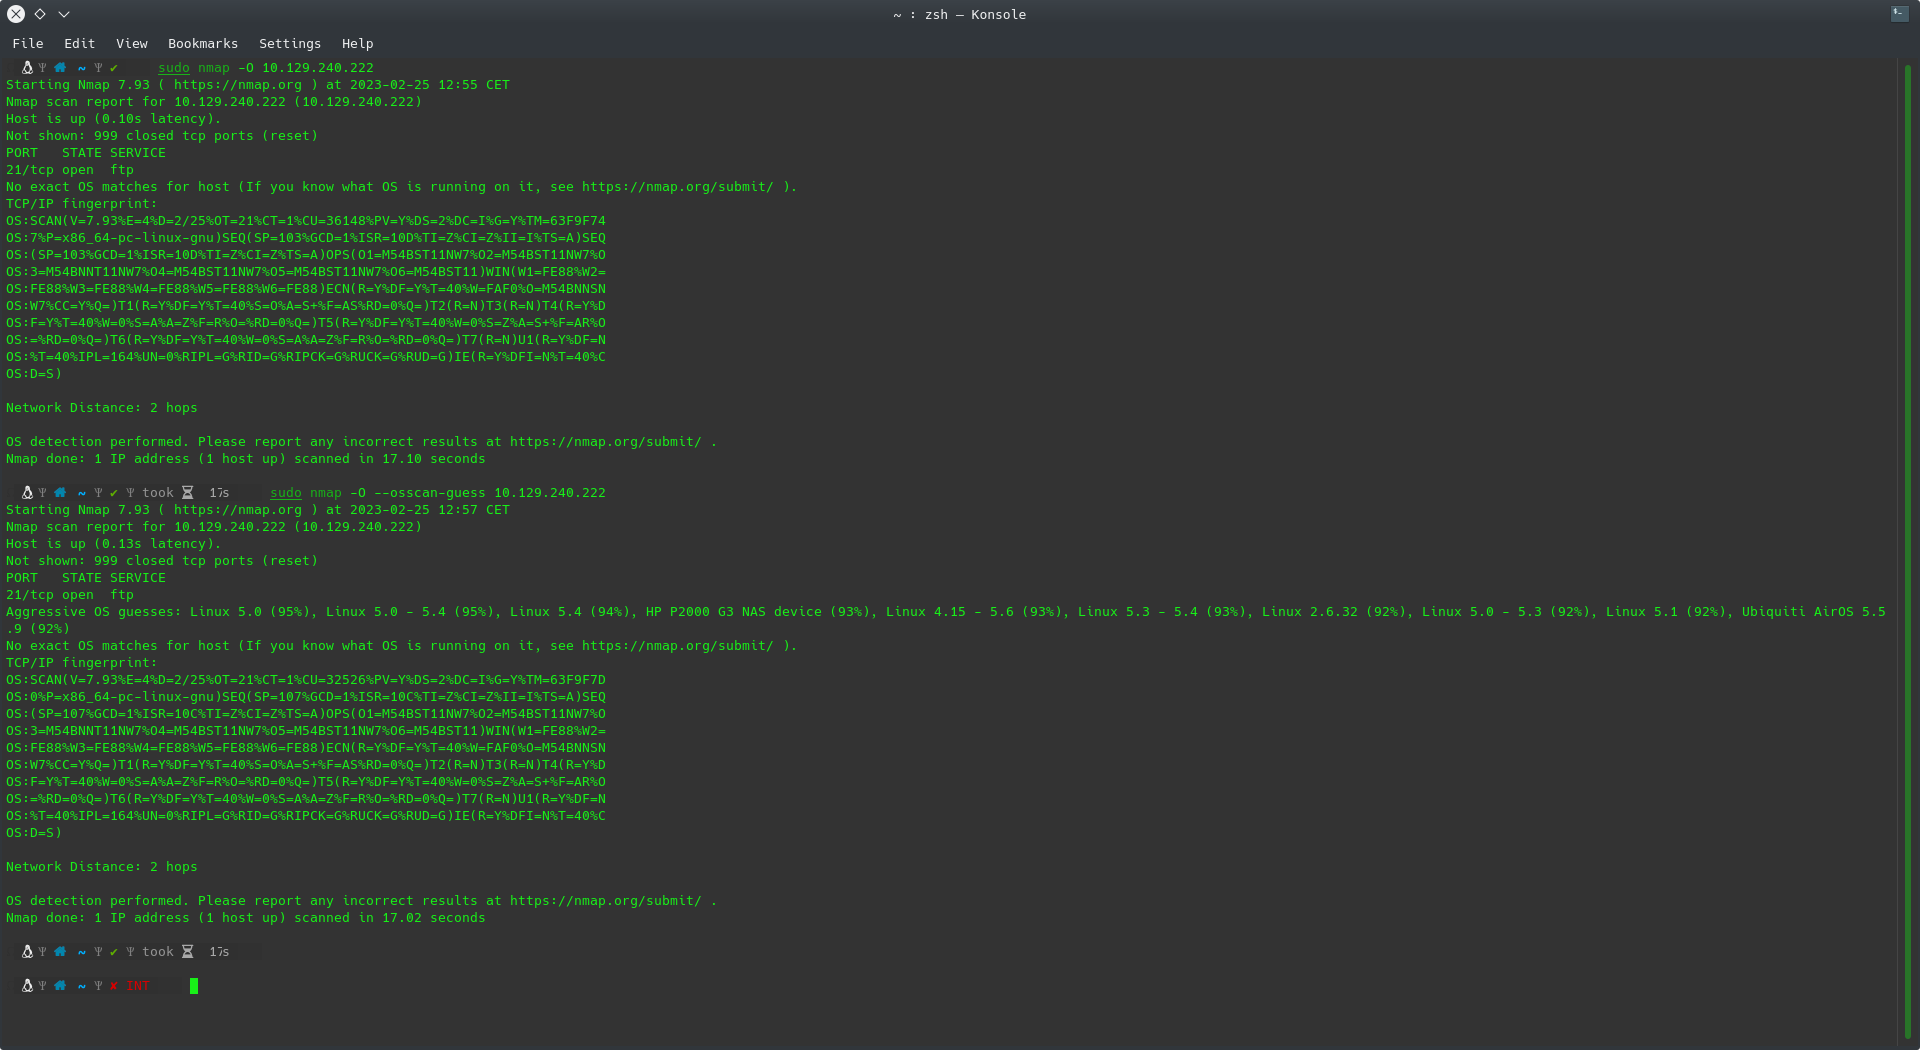 ~ : zsh — Konsole
File Edit View Bookmarks Settings Help
~ ✔ sudo nmap -O 10.129.240.222
Starting Nmap 7.93 ( https://nmap.org ) at 2023-02-25 12:55 CET
Nmap scan report for 10.129.240.222 (10.129.240.222)
Host is up (0.10s latency).
Not shown: 999 closed tcp ports (reset)
PORT   STATE SERVICE
21/tcp open  ftp
No exact OS matches for host (If you know what OS is running on it, see https://nmap.org/submit/ ).
TCP/IP fingerprint:
OS:SCAN(V=7.93%E=4%D=2/25%OT=21%CT=1%CU=36148%PV=Y%DS=2%DC=I%G=Y%TM=63F9F74
OS:7%P=x86_64-pc-linux-gnu)SEQ(SP=103%GCD=1%ISR=10D%TI=Z%CI=Z%II=I%TS=A)SEQ
OS:(SP=103%GCD=1%ISR=10D%TI=Z%CI=Z%TS=A)OPS(O1=M54BST11NW7%O2=M54BST11NW7%O
OS:3=M54BNNT11NW7%O4=M54BST11NW7%O5=M54BST11NW7%O6=M54BST11)WIN(W1=FE88%W2=
OS:FE88%W3=FE88%W4=FE88%W5=FE88%W6=FE88)ECN(R=Y%DF=Y%T=40%W=FAF0%O=M54BNNSN
OS:W7%CC=Y%Q=)T1(R=Y%DF=Y%T=40%S=O%A=S+%F=AS%RD=0%Q=)T2(R=N)T3(R=N)T4(R=Y%D
OS:F=Y%T=40%W=0%S=A%A=Z%F=R%O=%RD=0%Q=)T5(R=Y%DF=Y%T=40%W=0%S=Z%A=S+%F=AR%O
OS:=%RD=0%Q=)T6(R=Y%DF=Y%T=40%W=0%S=A%A=Z%F=R%O=%RD=0%Q=)T7(R=N)U1(R=Y%DF=N
OS:%T=40%IPL=164%UN=0%RIPL=G%RID=G%RIPCK=G%RUCK=G%RUD=G)IE(R=Y%DFI=N%T=40%C
OS:D=S)
Network Distance: 2 hops
OS detection performed. Please report any incorrect results at https://nmap.org/submit/ .
Nmap done: 1 IP address (1 host up) scanned in 17.10 seconds
~ ✔ took 17s sudo nmap -O --osscan-guess 10.129.240.222
Starting Nmap 7.93 ( https://nmap.org ) at 2023-02-25 12:57 CET
Nmap scan report for 10.129.240.222 (10.129.240.222)
Host is up (0.13s latency).
Not shown: 999 closed tcp ports (reset)
PORT   STATE SERVICE
21/tcp open  ftp
Aggressive OS guesses: Linux 5.0 (95%), Linux 5.0 - 5.4 (95%), Linux 5.4 (94%), HP P2000 G3 NAS device (93%), Linux 4.15 - 5.6 (93%), Linux 5.3 - 5.4 (93%), Linux 2.6.32 (92%), Linux 5.0 - 5.3 (92%), Linux 5.1 (92%), Ubiquiti AirOS 5.5
.9 (92%)
No exact OS matches for host (If you know what OS is running on it, see https://nmap.org/submit/ ).
TCP/IP fingerprint:
OS:SCAN(V=7.93%E=4%D=2/25%OT=21%CT=1%CU=32526%PV=Y%DS=2%DC=I%G=Y%TM=63F9F7D
OS:0%P=x86_64-pc-linux-gnu)SEQ(SP=107%GCD=1%ISR=10C%TI=Z%CI=Z%II=I%TS=A)SEQ
OS:(SP=107%GCD=1%ISR=10C%TI=Z%CI=Z%TS=A)OPS(O1=M54BST11NW7%O2=M54BST11NW7%O
OS:3=M54BNNT11NW7%O4=M54BST11NW7%O5=M54BST11NW7%O6=M54BST11)WIN(W1=FE88%W2=
OS:FE88%W3=FE88%W4=FE88%W5=FE88%W6=FE88)ECN(R=Y%DF=Y%T=40%W=FAF0%O=M54BNNSN
OS:W7%CC=Y%Q=)T1(R=Y%DF=Y%T=40%S=O%A=S+%F=AS%RD=0%Q=)T2(R=N)T3(R=N)T4(R=Y%D
OS:F=Y%T=40%W=0%S=A%A=Z%F=R%O=%RD=0%Q=)T5(R=Y%DF=Y%T=40%W=0%S=Z%A=S+%F=AR%O
OS:=%RD=0%Q=)T6(R=Y%DF=Y%T=40%W=0%S=A%A=Z%F=R%O=%RD=0%Q=)T7(R=N)U1(R=Y%DF=N
OS:%T=40%IPL=164%UN=0%RIPL=G%RID=G%RIPCK=G%RUCK=G%RUD=G)IE(R=Y%DFI=N%T=40%C
OS:D=S)
Network Distance: 2 hops
OS detection performed. Please report any incorrect results at https://nmap.org/submit/ .
Nmap done: 1 IP address (1 host up) scanned in 17.02 seconds
~ ✔ took 17s
~ ✘ INT